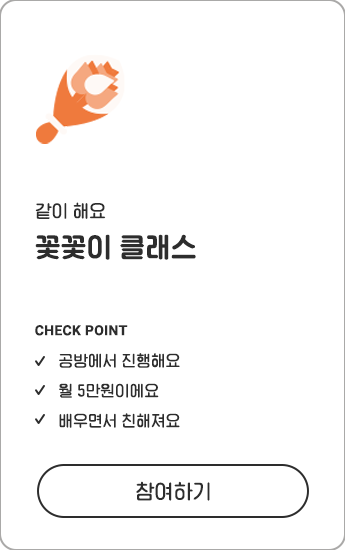 같이 해요
꽃꽂이 클래스
CHECK POINT
공방에서 진행해요
월 5만원이에요
배우면서 친해져요
참여하기